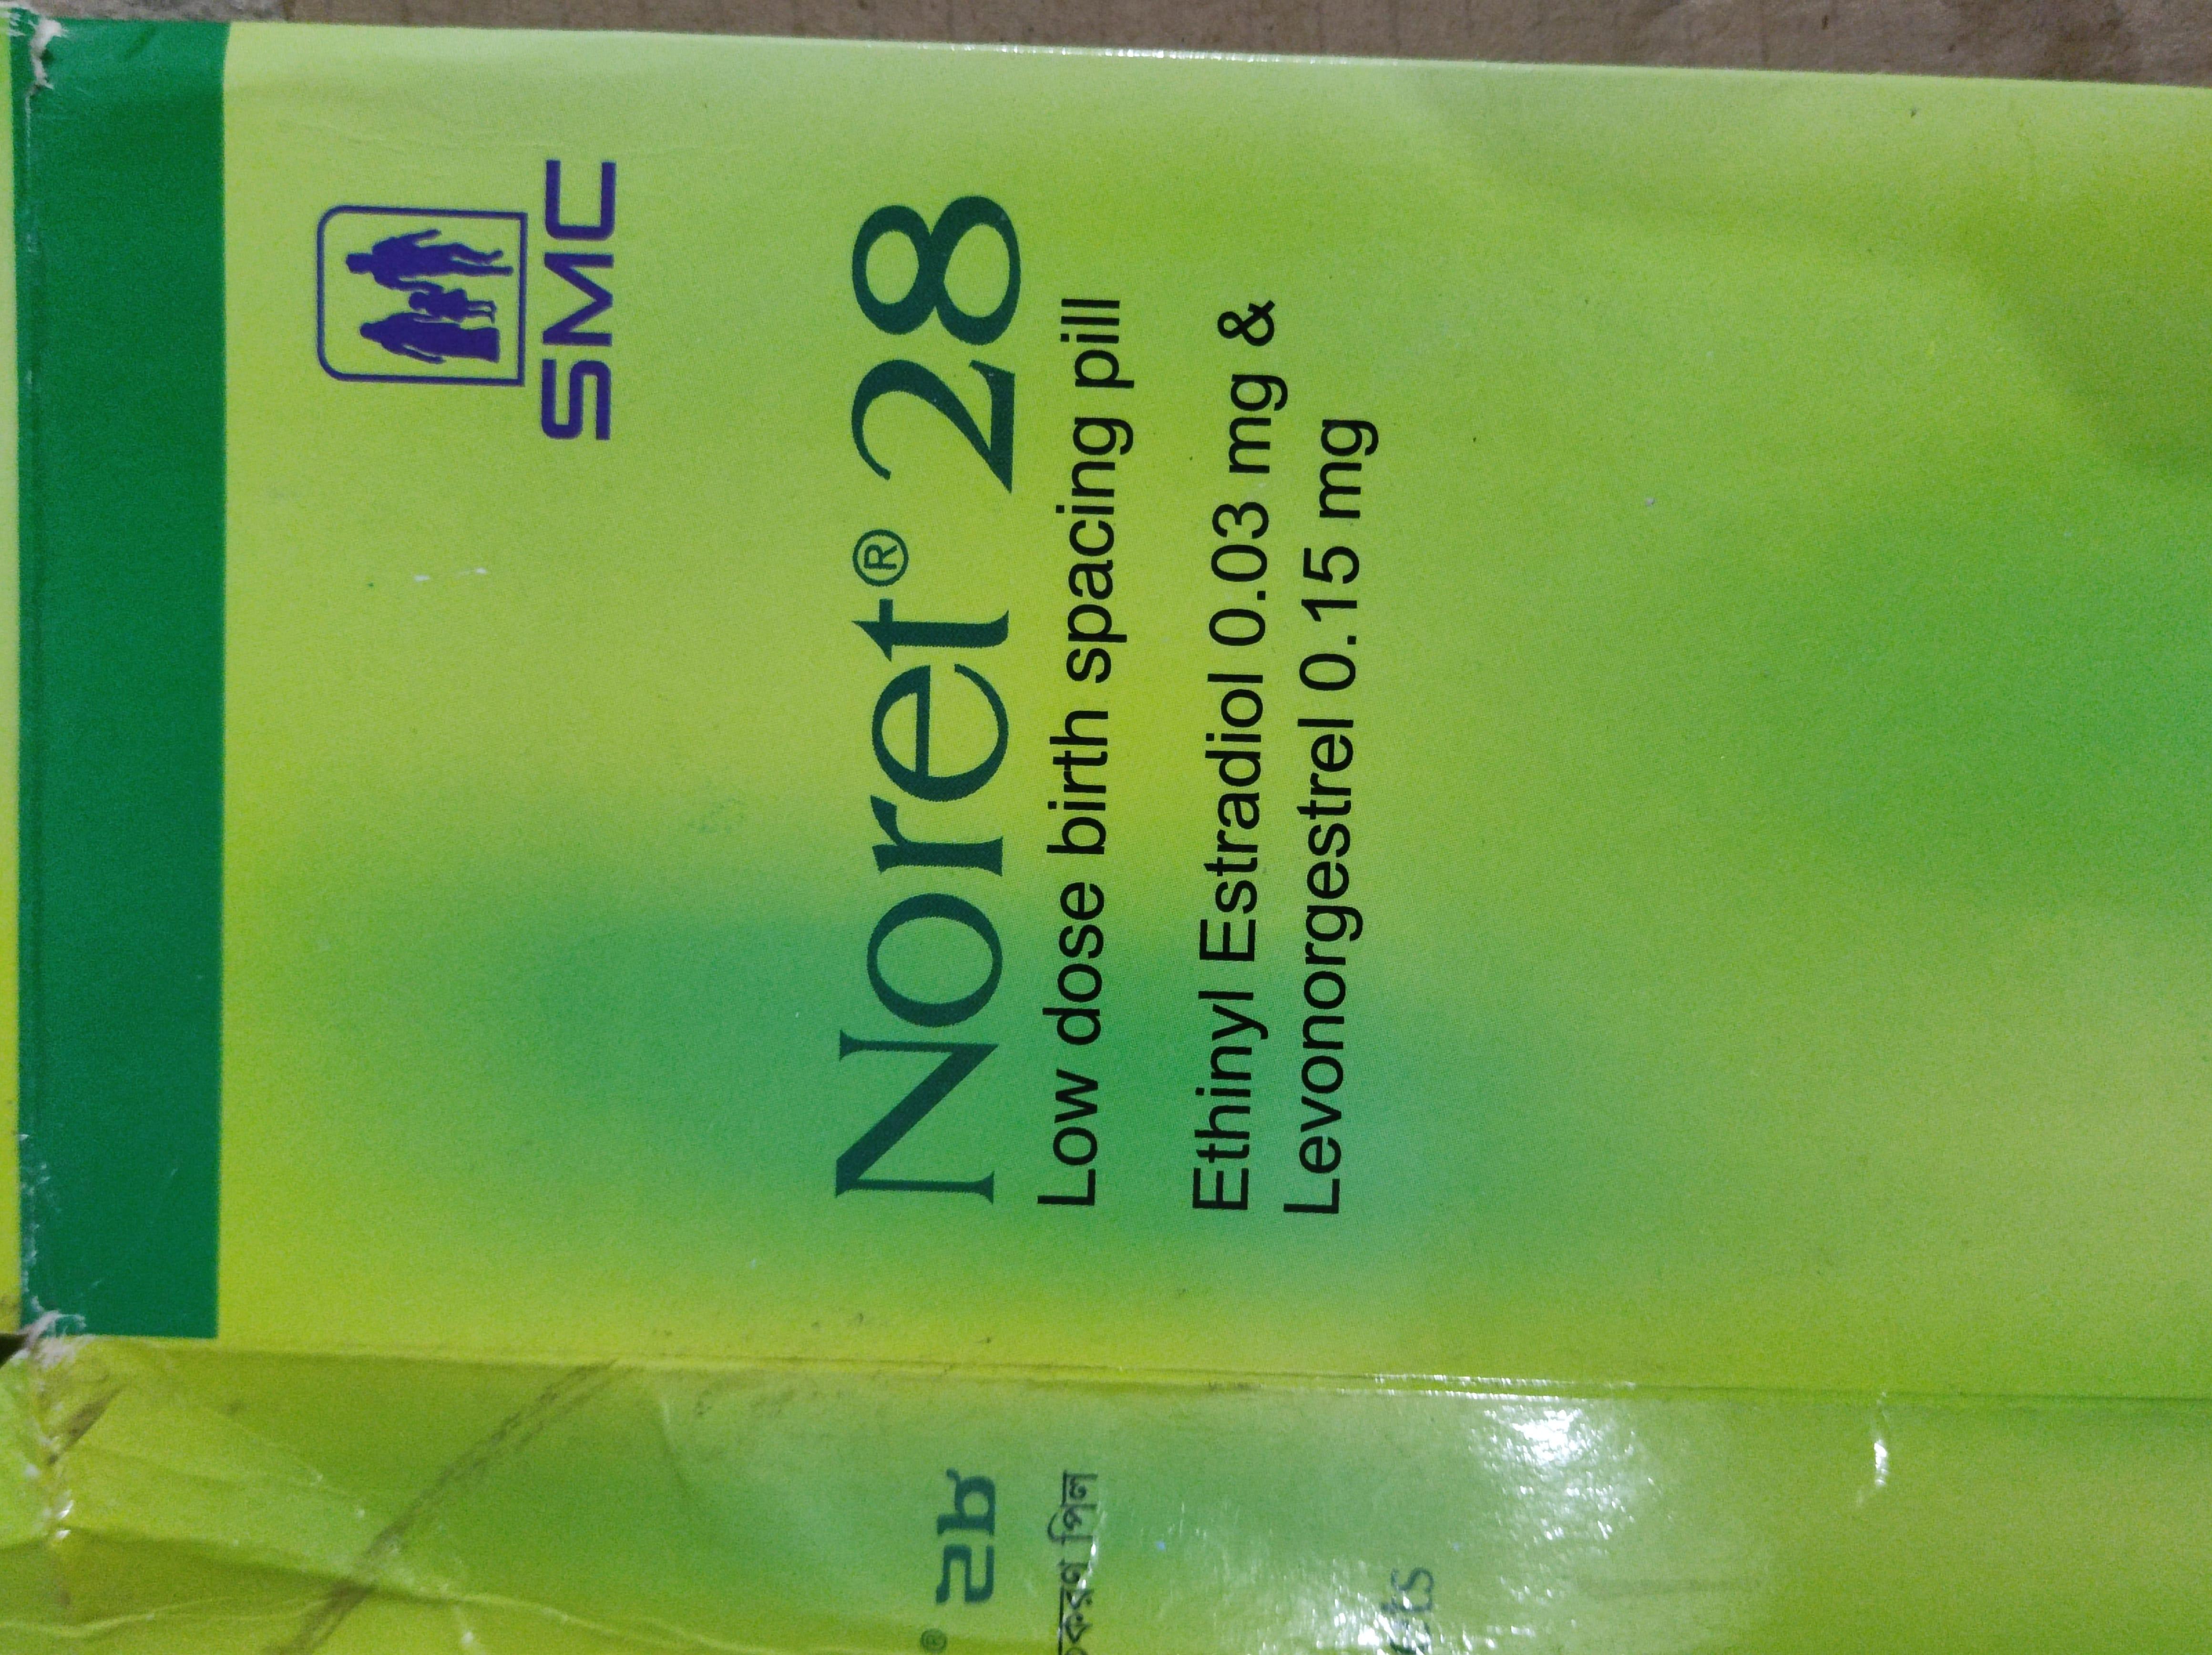 SMC
Noret® 28
Low dose birth spacing pill
Ethinyl Estradiol 0.03 mg &
Levonorgestrel 0.15 mg
® ২৮
পিল